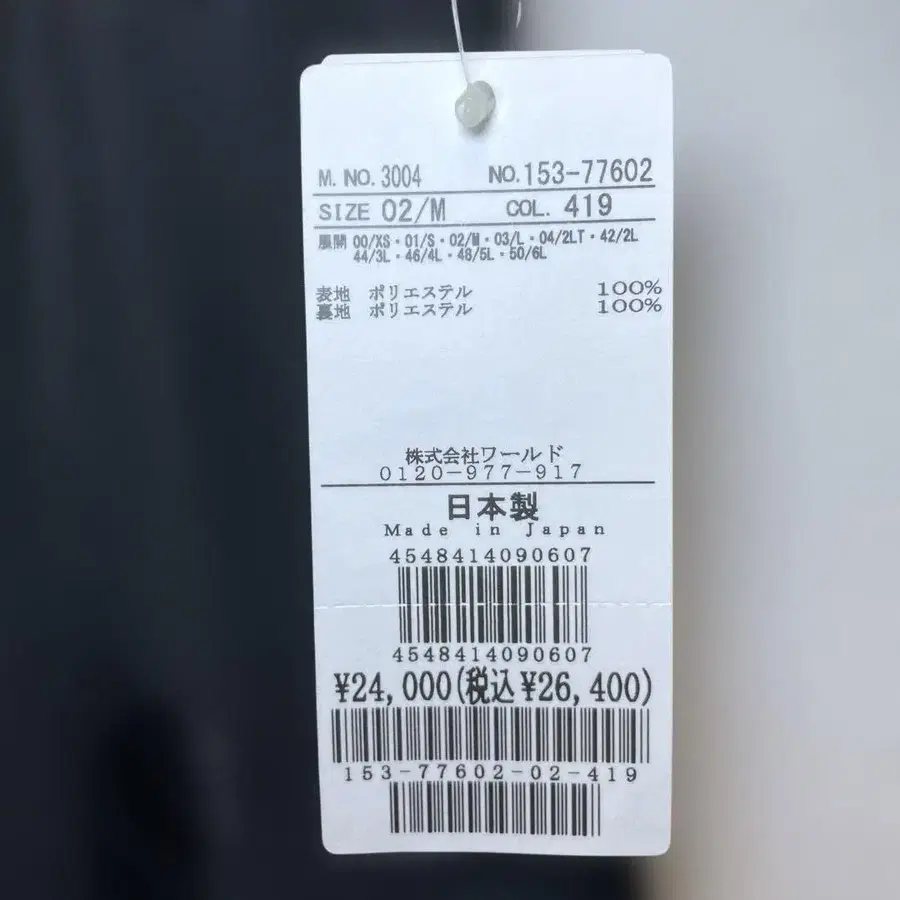 M. NO. 3004 NO. 153-77602
SIZE 02/M COL. 419
展開 00/XS・01/S・02/M・03/L・04/2LT・42/2L
44/3L・46/4L・48/5L・50/6L
表地 ポリエステル 100%
裏地 ポリエステル 100%
株式会社ワールド
0120-977-917
日本製
Made in Japan
4548414090607
4548414090607
¥24,000(税込¥26,400)
153-77602-02-419